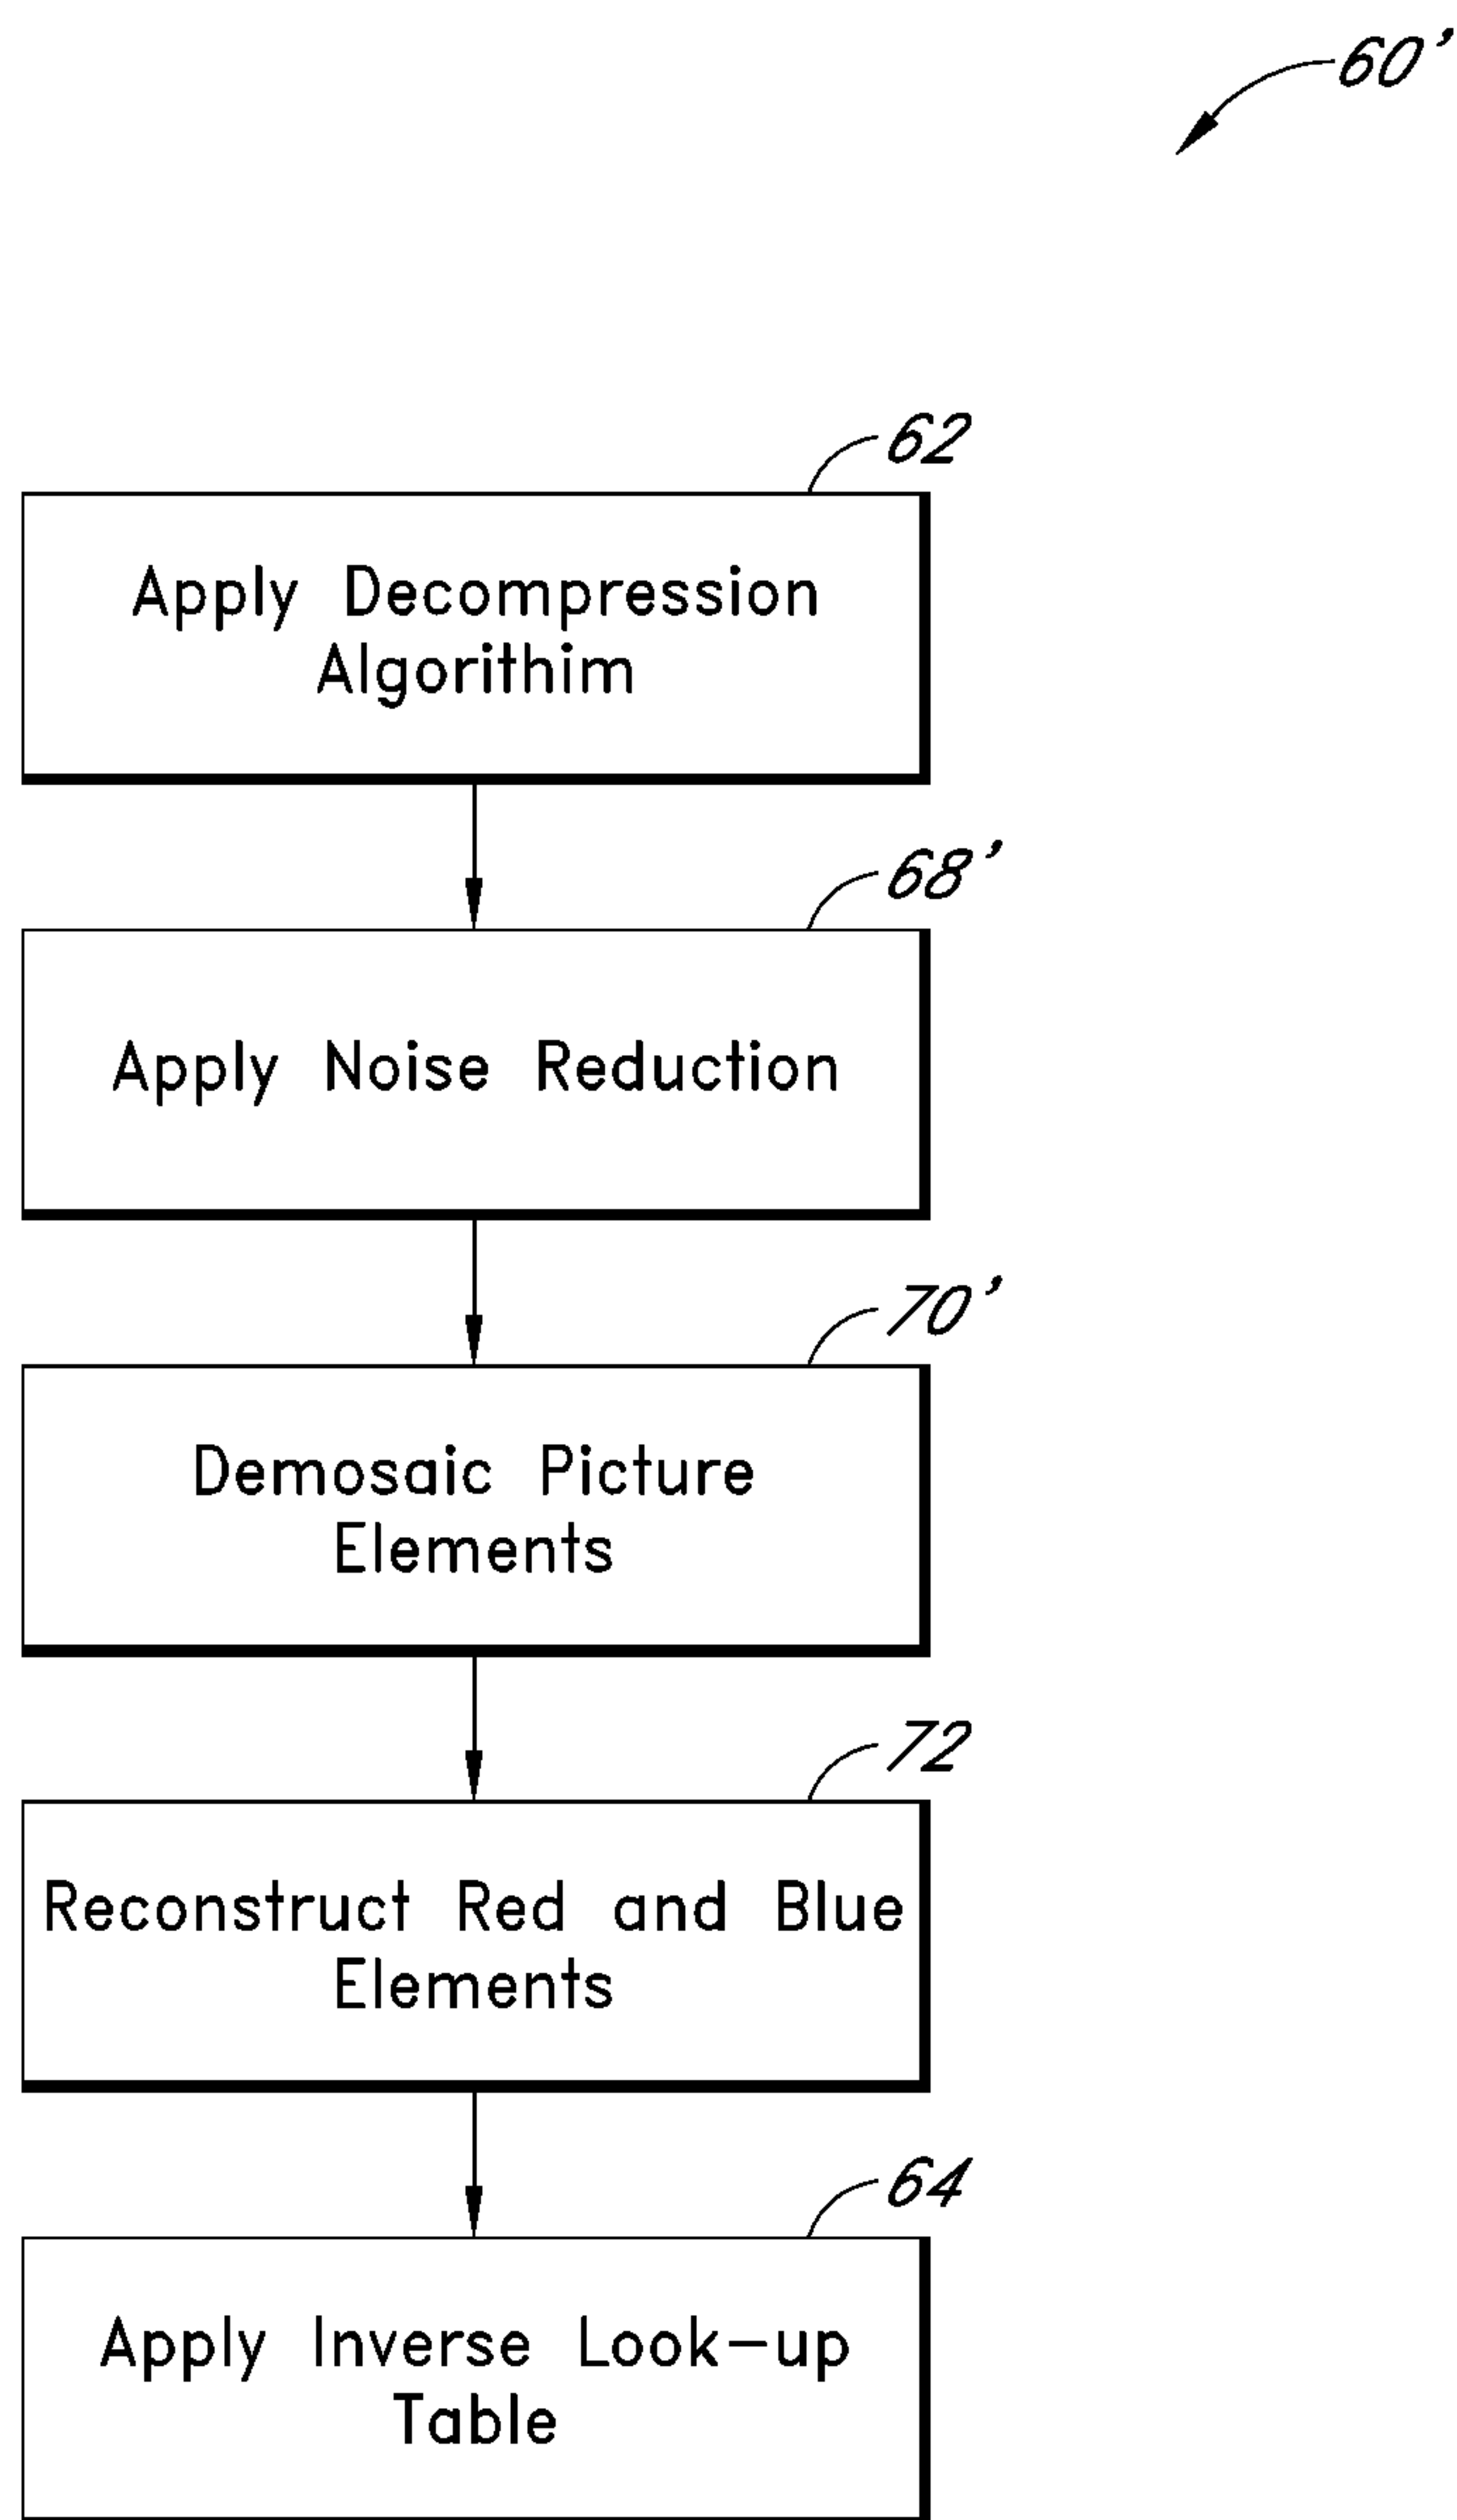 60'
62
Apply Decompression
Algorithim
68'
Apply Noise Reduction
70'
Demosaic Picture
Elements
72
Reconstruct Red and Blue
Elements
64
Apply Inverse Look-up
Table